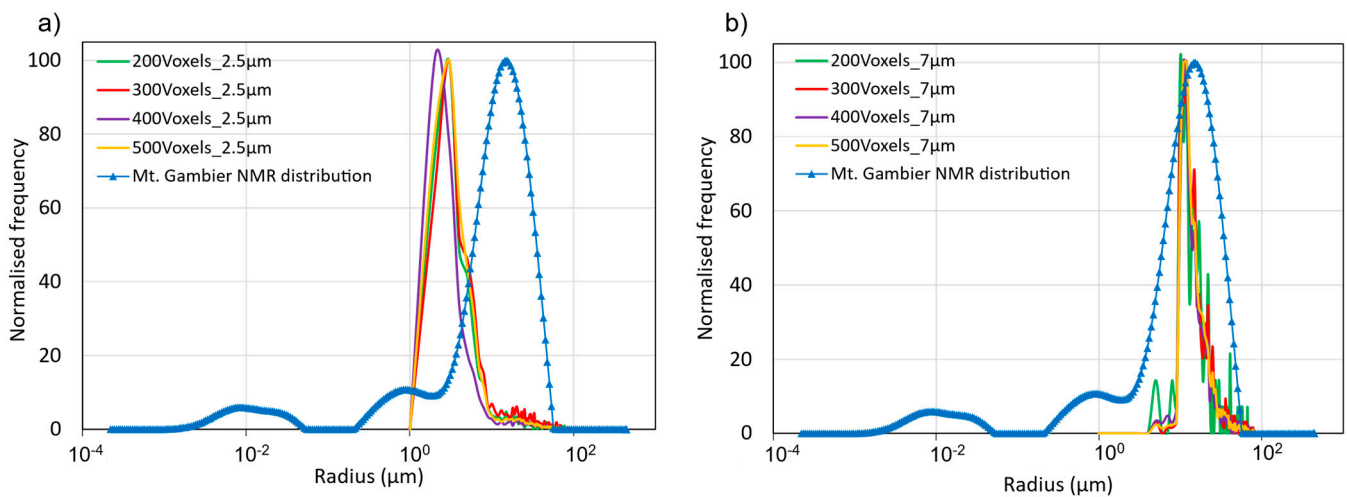 a)
Normalised frequency
100
80
60
40
20
0
200Voxels_2.5µm
300Voxels_2.5µm
400Voxels_2.5µm
500Voxels_2.5µm
Mt. Gambier NMR distribution
10⁻⁴
10⁻²
10⁰
10²
Radius (µm)
b)
Normalised frequency
100
80
60
40
20
0
200Voxels_7µm
300Voxels_7µm
400Voxels_7µm
500Voxels_7µm
Mt. Gambier NMR distribution
10⁻⁴
10⁻²
10⁰
10²
Radius (µm)